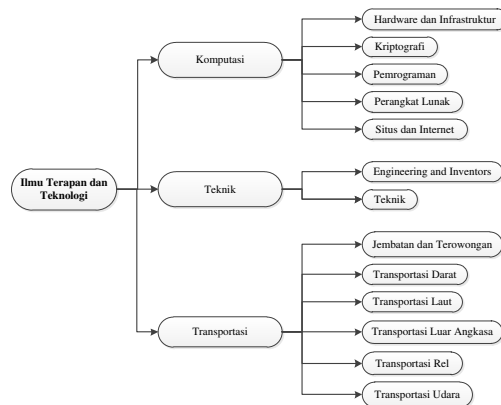 Ilmu Terapan dan
Teknologi
Komputasi
Hardware dan Infrastruktur
Kriptografi
Pemrograman
Perangkat Lunak
Situs dan Internet
Teknik
Engineering and Inventors
Teknik
Transportasi
Jembatan dan Terowongan
Transportasi Darat
Transportasi Laut
Transportasi Luar Angkasa
Transportasi Rel
Transportasi Udara